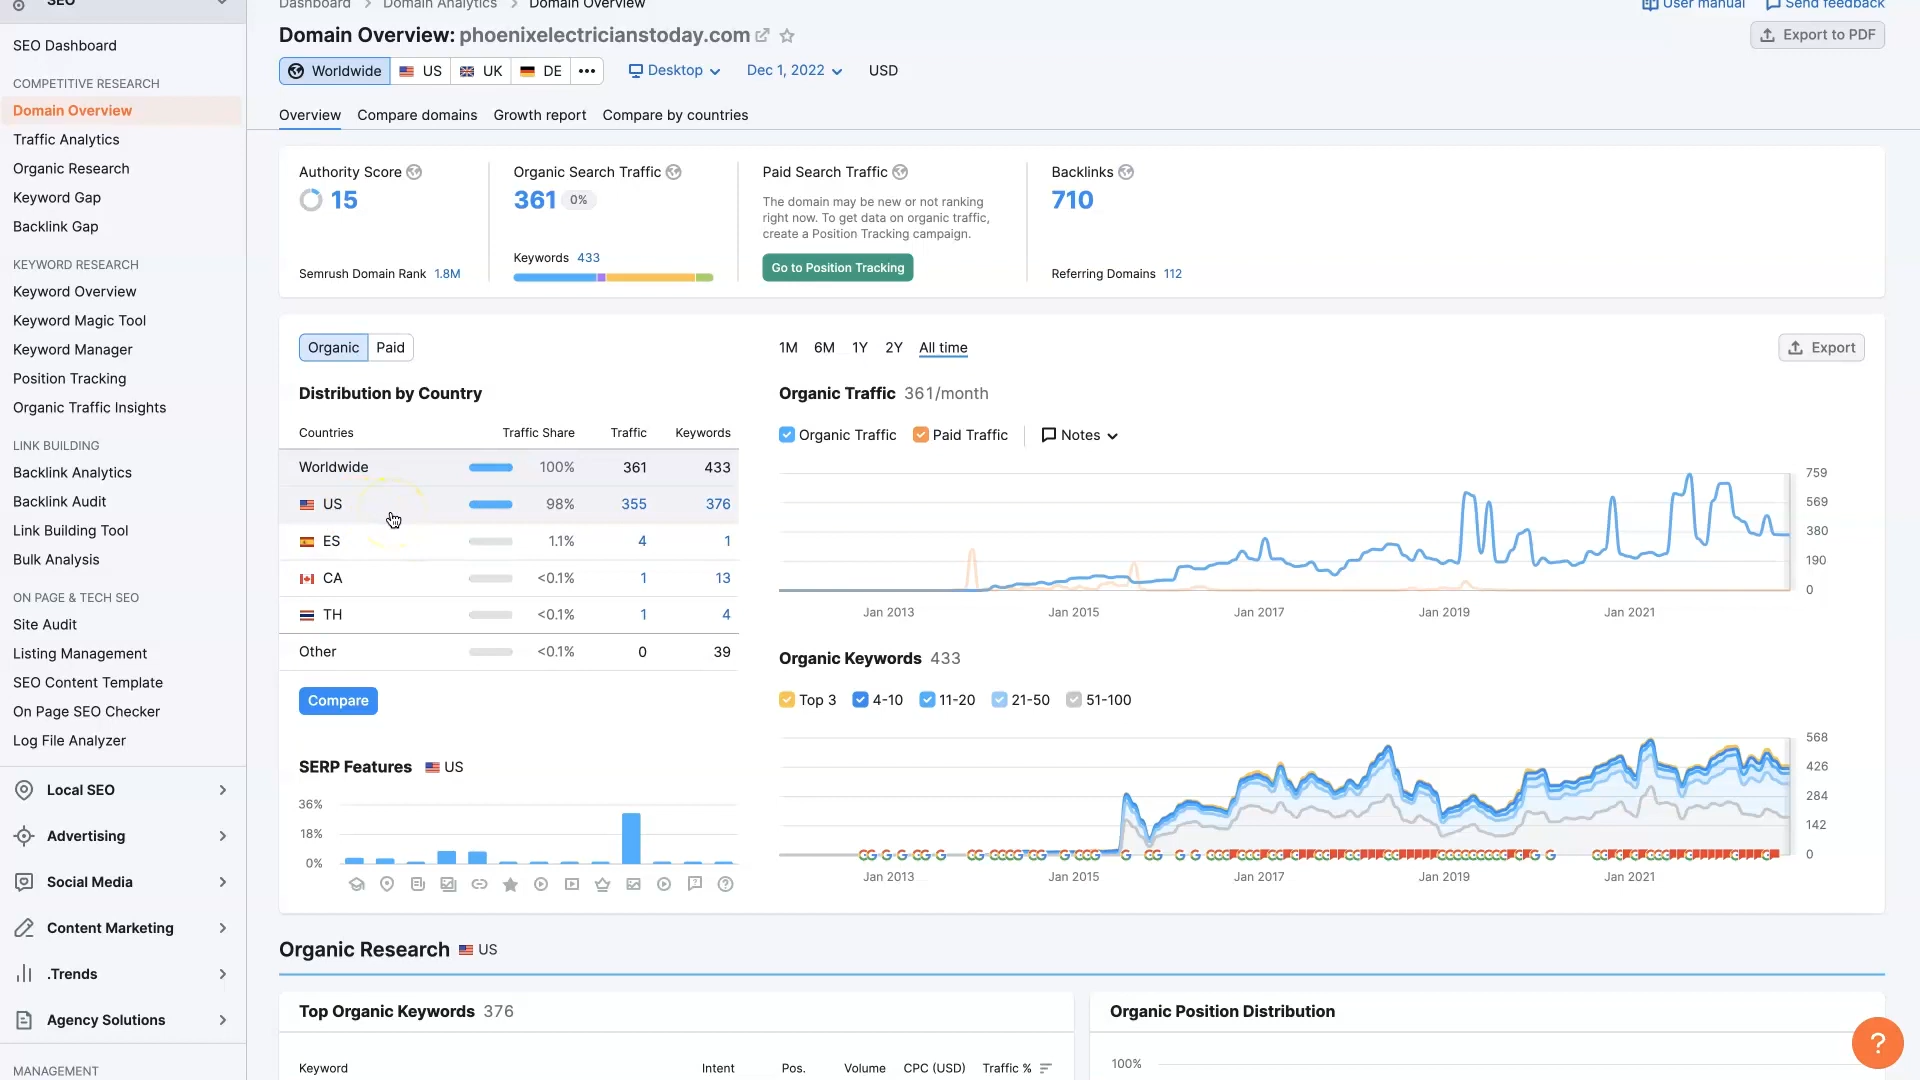 SEO
SEO Dashboard
COMPETITIVE RESEARCH
Domain Overview
Traffic Analytics
Organic Research
Keyword Gap
Backlink Gap
KEYWORD RESEARCH
Keyword Overview
Keyword Magic Tool
Keyword Manager
Position Tracking
Organic Traffic Insights
LINK BUILDING
Backlink Analytics
Backlink Audit
Link Building Tool
Bulk Analysis
ON PAGE & TECH SEO
Site Audit
Listing Management
SEO Content Template
On Page SEO Checker
Log File Analyzer
Local SEO
Advertising
Social Media
Content Marketing
.Trends
Agency Solutions
MANAGEMENT
Dashboard > Domain Analytics > Domain Overview
User manual Send feedback
Domain Overview: phoenixelectricianstoday.com
Export to PDF
Worldwide US UK DE ••• Desktop Dec 1, 2022 USD
Overview Compare domains Growth report Compare by countries
Authority Score
15
Semrush Domain Rank 1.8M
Organic Search Traffic
361 0%
Keywords 433
Paid Search Traffic
The domain may be new or not ranking
right now. To get data on organic traffic,
create a Position Tracking campaign.
Go to Position Tracking
Backlinks
710
Referring Domains 112
Organic Paid
Distribution by Country
Countries Traffic Share Traffic Keywords
Worldwide 100% 361 433
US 98% 355 376
ES 1.1% 4 1
CA <0.1% 1 13
TH <0.1% 1 4
Other <0.1% 0 39
Compare
SERP Features US
36%
18%
0%
1M 6M 1Y 2Y All time
Export
Organic Traffic 361/month
Organic Traffic Paid Traffic Notes
759
569
380
190
0
Jan 2013 Jan 2015 Jan 2017 Jan 2019 Jan 2021
Organic Keywords 433
Top 3 4-10 11-20 21-50 51-100
568
426
284
142
0
Jan 2013 Jan 2015 Jan 2017 Jan 2019 Jan 2021
Organic Research US
Top Organic Keywords 376
Keyword Intent Pos. Volume CPC (USD) Traffic %
Organic Position Distribution
100%
?